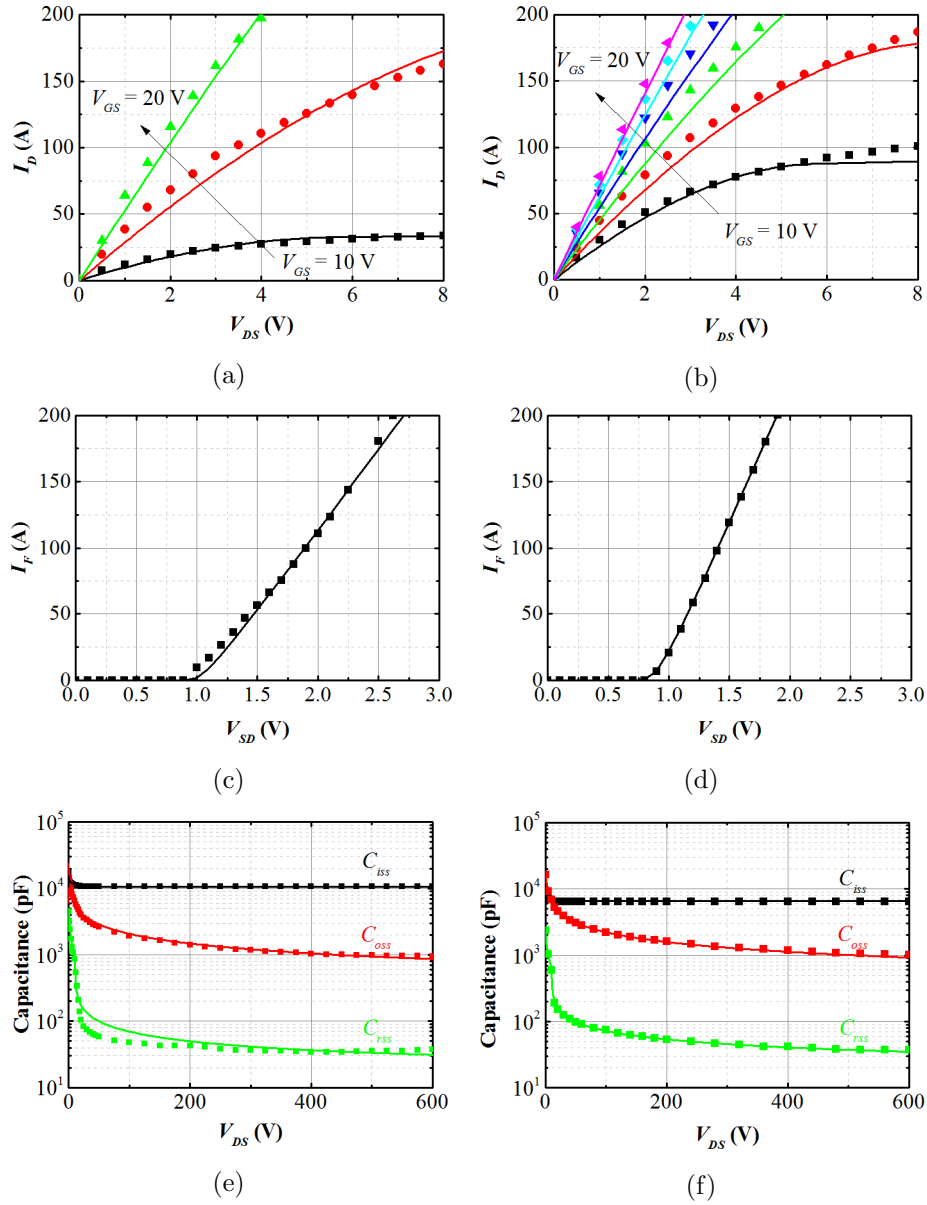 200
150
100
50
0
I_D (A)
V_GS = 20 V
V_GS = 10 V
0 2 4 6 8
V_DS (V)
(a)
200
150
100
50
0
I_D (A)
V_GS = 20 V
V_GS = 10 V
0 2 4 6 8
V_DS (V)
(b)
200
150
100
50
0
I_F (A)
0.0 0.5 1.0 1.5 2.0 2.5 3.0
V_SD (V)
(c)
200
150
100
50
0
I_F (A)
0.0 0.5 1.0 1.5 2.0 2.5 3.0
V_SD (V)
(d)
10^5
10^4
10^3
10^2
10^1
Capacitance (pF)
C_iss
C_oss
C_rss
0 200 400 600
V_DS (V)
(e)
10^5
10^4
10^3
10^2
10^1
Capacitance (pF)
C_iss
C_oss
C_rss
0 200 400 600
V_DS (V)
(f)